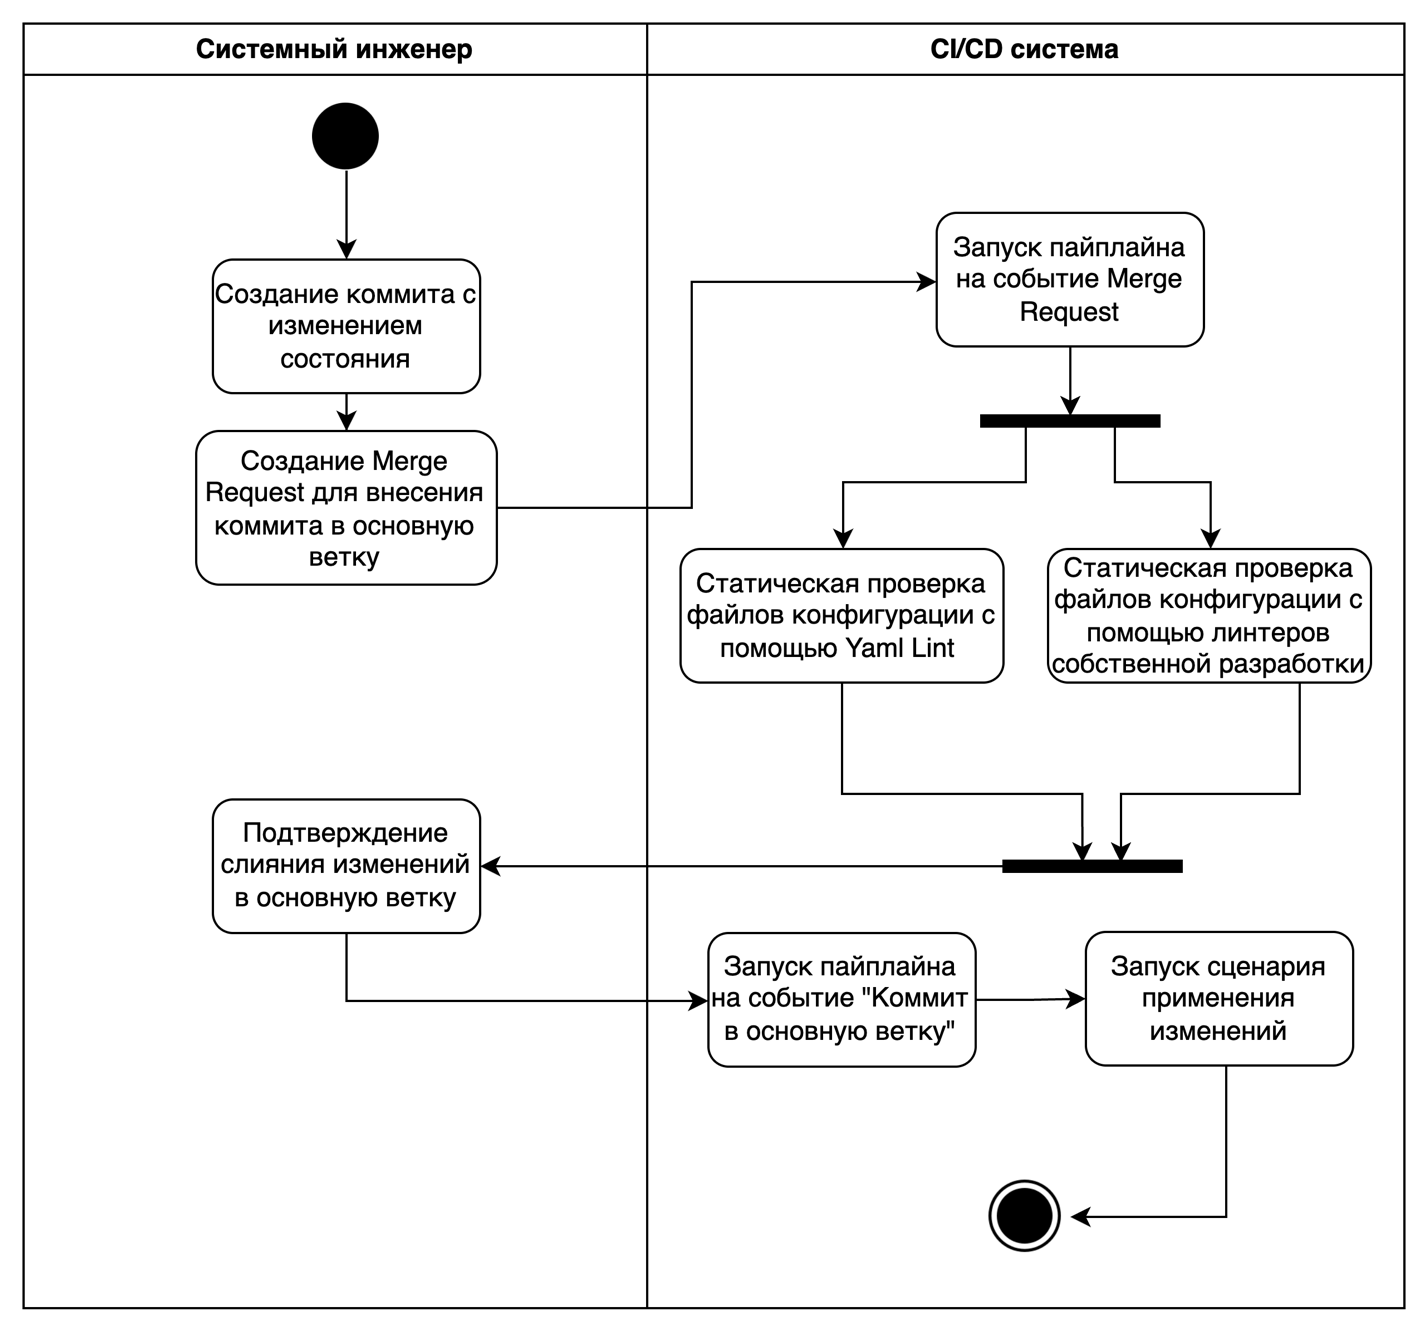 Системный инженер
CI/CD система
Создание коммита с
изменением
состояния
Создание Merge
Request для внесения
коммита в основную
ветку
Запуск пайплайна
на событие Merge
Request
Статическая проверка
файлов конфигурации с
помощью Yaml Lint
Статическая проверка
файлов конфигурации с
помощью линтеров
собственной разработки
Подтверждение
слияния изменений
в основную ветку
Запуск пайплайна
на событие "Коммит
в основную ветку"
Запуск сценария
применения
изменений